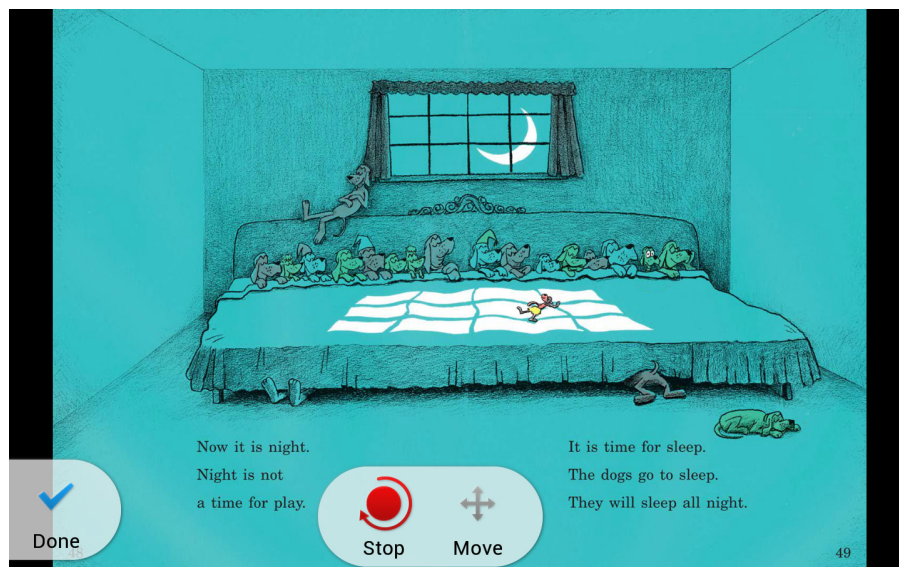 Now it is night.
Night is not
a time for play.
It is time for sleep.
The dogs go to sleep.
They will sleep all night.
Done
Stop
Move
48
49